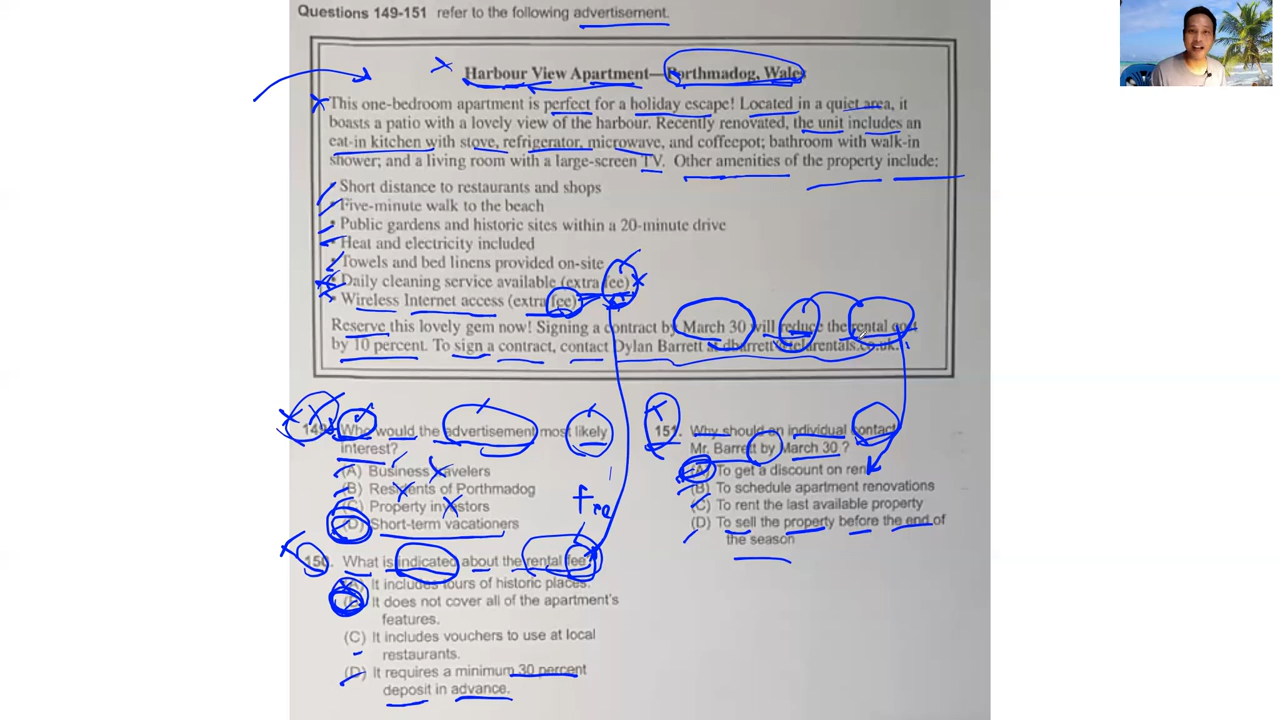 Questions 149-151 refer to the following advertisement.
Harbour View Apartment—Porthmadog, Wales
This one-bedroom apartment is perfect for a holiday escape! Located in a quiet area, it
boasts a patio with a lovely view of the harbour. Recently renovated, the unit includes an
eat-in kitchen with stove, refrigerator, microwave, and coffeepot; bathroom with walk-in
shower; and a living room with a large-screen TV. Other amenities of the property include:
• Short distance to restaurants and shops
• Five-minute walk to the beach
• Public gardens and historic sites within a 20-minute drive
• Heat and electricity included
• Towels and bed linens provided on-site
• Daily cleaning service available (extra fee)
• Wireless Internet access (extra fee)
Reserve this lovely gem now! Signing a contract by March 30 will reduce the rental cost
by 10 percent. To sign a contract, contact Dylan Barrett at
149. Who would the advertisement most likely
interest?
(A) Business travelers
(B) Residents of Porthmadog
(C) Property investors
(D) Short-term vacationers
150. What is indicated about the rental fee?
(A) It includes tours of historic places.
(B) It does not cover all of the apartment's
features.
(C) It includes vouchers to use at local
restaurants.
(D) It requires a minimum 30 percent
deposit in advance.
fre
151. Why should an individual contact
Mr. Barrett by March 30?
(A) To get a discount on rent
(B) To schedule apartment renovations
(C) To rent the last available property
(D) To sell the property before the end of
the season